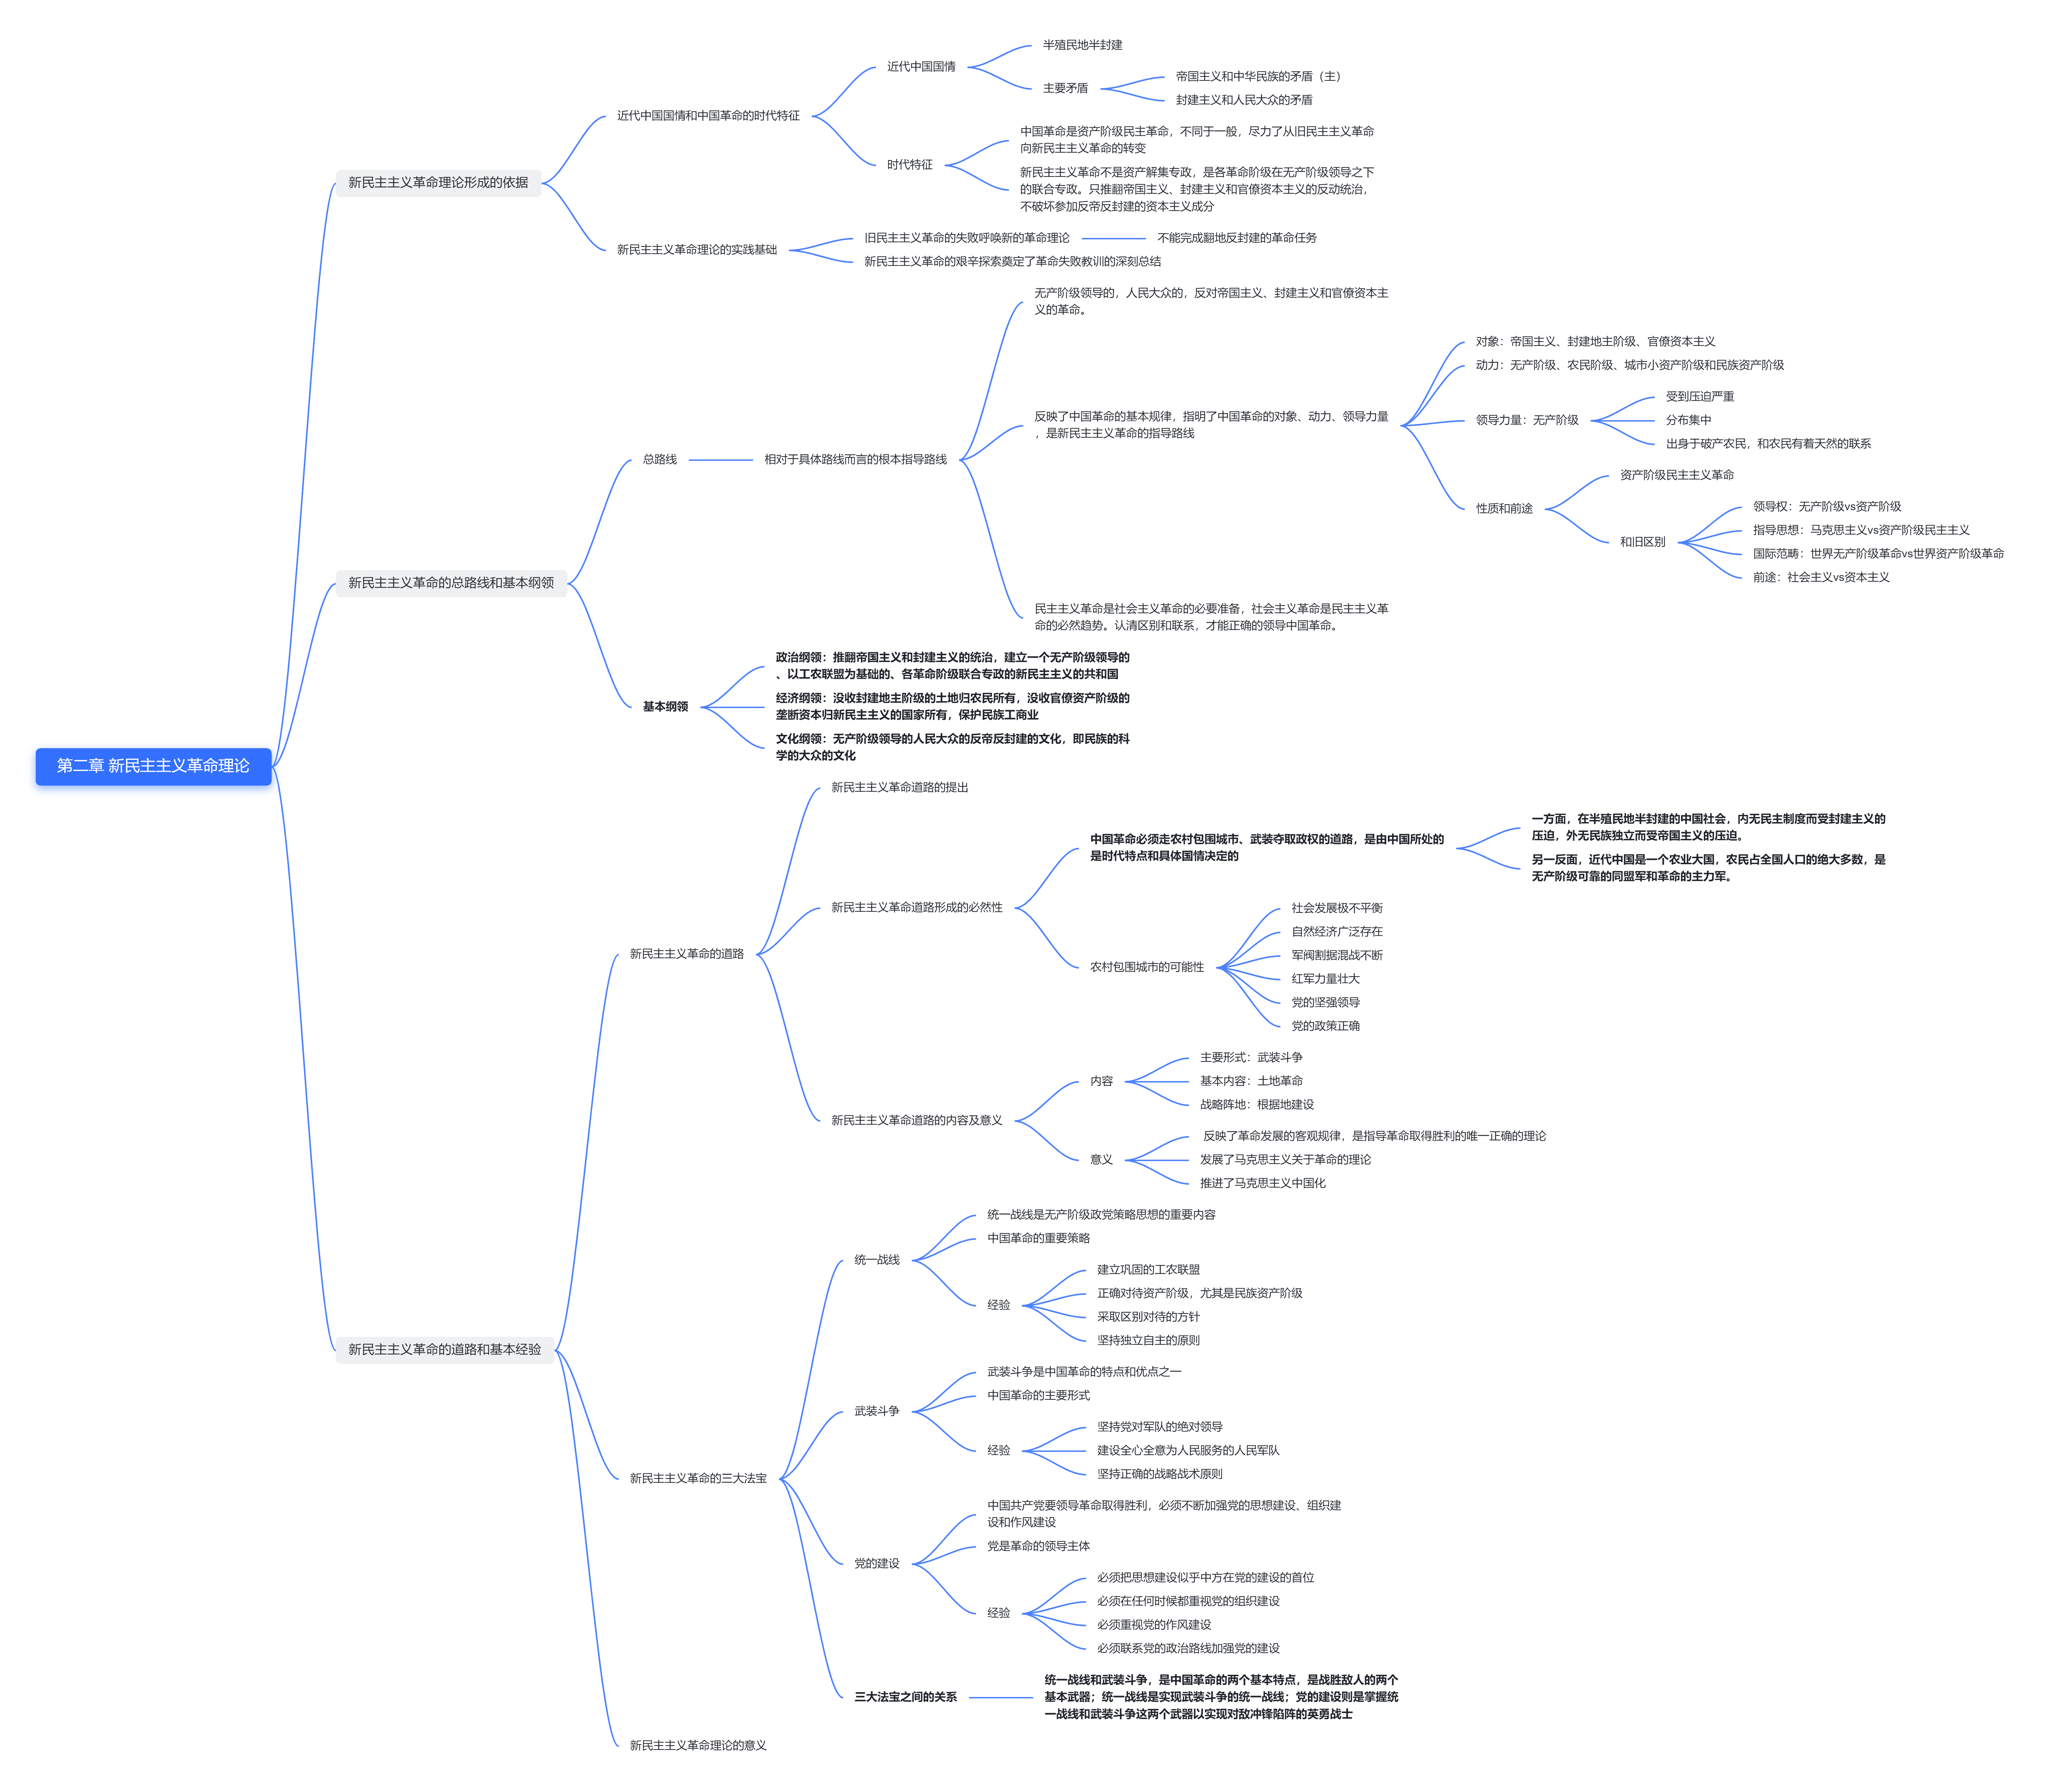 第二章 新民主主义革命理论
新民主主义革命理论形成的依据
近代中国国情和中国革命的时代特征
近代中国国情
半殖民地半封建
主要矛盾
帝国主义和中华民族的矛盾（主）
封建主义和人民大众的矛盾
时代特征
中国革命是资产阶级民主革命，不同于一般，尽力了从旧民主主义革命
向新民主主义革命的转变
新民主主义革命不是资产解集专政，是各革命阶级在无产阶级领导之下
的联合专政。只推翻帝国主义、封建主义和官僚资本主义的反动统治，
不破坏参加反帝反封建的资本主义成分
新民主主义革命理论的实践基础
旧民主主义革命的失败呼唤新的革命理论
不能完成翻地反封建的革命任务
新民主主义革命的艰辛探索奠定了革命失败教训的深刻总结
新民主主义革命的总路线和基本纲领
总路线
相对于具体路线而言的根本指导路线
无产阶级领导的，人民大众的，反对帝国主义、封建主义和官僚资本主
义的革命。
反映了中国革命的基本规律，指明了中国革命的对象、动力、领导力量
，是新民主主义革命的指导路线
对象：帝国主义、封建地主阶级、官僚资本主义
动力：无产阶级、农民阶级、城市小资产阶级和民族资产阶级
领导力量：无产阶级
受到压迫严重
分布集中
出身于破产农民，和农民有着天然的联系
性质和前途
资产阶级民主主义革命
和旧区别
领导权：无产阶级vs资产阶级
指导思想：马克思主义vs资产阶级民主主义
国际范畴：世界无产阶级革命vs世界资产阶级革命
前途：社会主义vs资本主义
民主主义革命是社会主义革命的必要准备，社会主义革命是民主主义革
命的必然趋势。认清区别和联系，才能正确的领导中国革命。
基本纲领
政治纲领：推翻帝国主义和封建主义的统治，建立一个无产阶级领导的
、以工农联盟为基础的、各革命阶级联合专政的新民主主义的共和国
经济纲领：没收封建地主阶级的土地归农民所有，没收官僚资产阶级的
垄断资本归新民主主义的国家所有，保护民族工商业
文化纲领：无产阶级领导的人民大众的反帝反封建的文化，即民族的科
学的大众的文化
新民主主义革命的道路和基本经验
新民主主义革命的道路
新民主主义革命道路的提出
新民主主义革命道路形成的必然性
中国革命必须走农村包围城市、武装夺取政权的道路，是由中国所处的
是时代特点和具体国情决定的
一方面，在半殖民地半封建的中国社会，内无民主制度而受封建主义的
压迫，外无民族独立而受帝国主义的压迫。
另一反面，近代中国是一个农业大国，农民占全国人口的绝大多数，是
无产阶级可靠的同盟军和革命的主力军。
农村包围城市的可能性
社会发展极不平衡
自然经济广泛存在
军阀割据混战不断
红军力量壮大
党的坚强领导
党的政策正确
新民主主义革命道路的内容及意义
内容
主要形式：武装斗争
基本内容：土地革命
战略阵地：根据地建设
意义
反映了革命发展的客观规律，是指导革命取得胜利的唯一正确的理论
发展了马克思主义关于革命的理论
推进了马克思主义中国化
新民主主义革命的三大法宝
统一战线
统一战线是无产阶级政党策略思想的重要内容
中国革命的重要策略
经验
建立巩固的工农联盟
正确对待资产阶级，尤其是民族资产阶级
采取区别对待的方针
坚持独立自主的原则
武装斗争
武装斗争是中国革命的特点和优点之一
中国革命的主要形式
经验
坚持党对军队的绝对领导
建设全心全意为人民服务的人民军队
坚持正确的战略战术原则
党的建设
中国共产党要领导革命取得胜利，必须不断加强党的思想建设、组织建
设和作风建设
党是革命的领导主体
经验
必须把思想建设似乎中方在党的建设的首位
必须在任何时候都重视党的组织建设
必须重视党的作风建设
必须联系党的政治路线加强党的建设
三大法宝之间的关系
统一战线和武装斗争，是中国革命的两个基本特点，是战胜敌人的两个
基本武器；统一战线是实现武装斗争的统一战线；党的建设则是掌握统
一战线和武装斗争这两个武器以实现对敌冲锋陷阵的英勇战士
新民主主义革命理论的意义